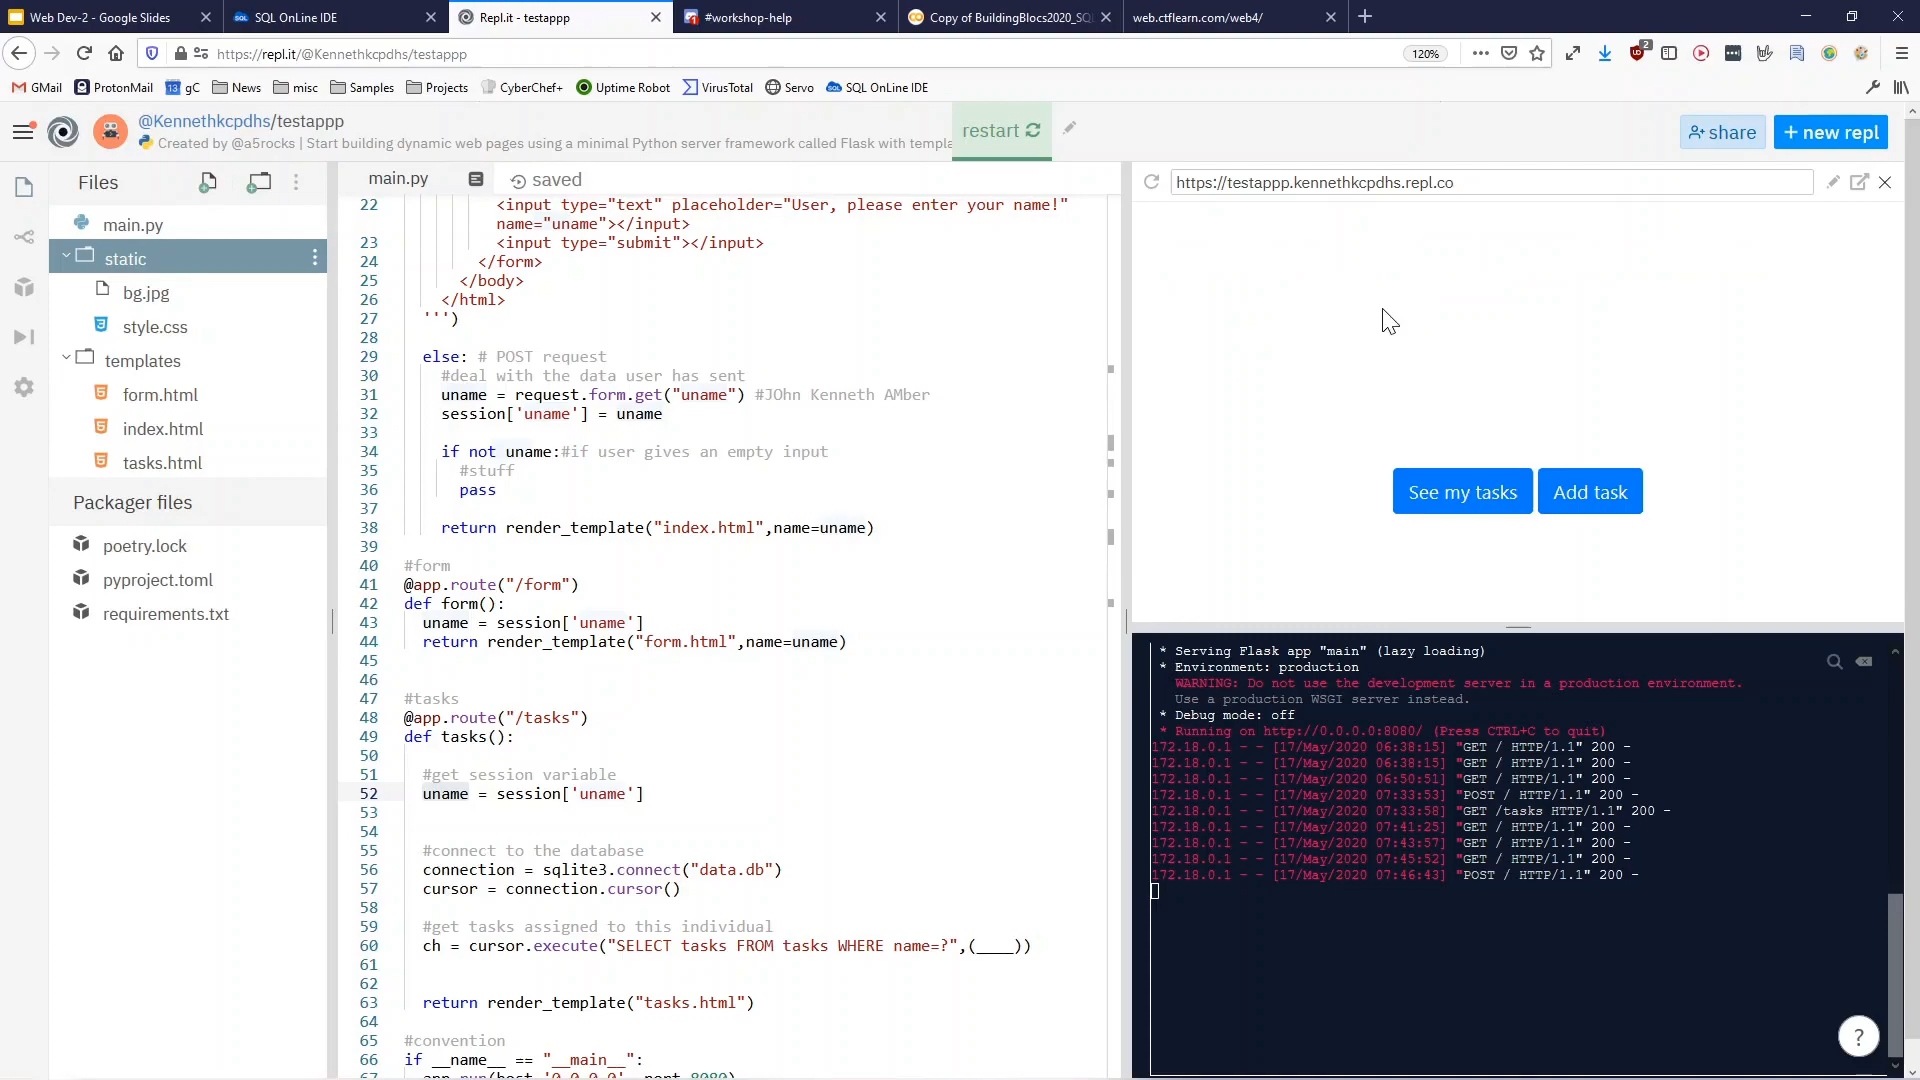 Web Dev-2 - Google Slides
SQL OnLine IDE
Repl.it - testappp
#workshop-help
Copy of BuildingBlocs2020_SQ
web.ctflearn.com/web4/
https://repl.it/@Kennethkcpdhs/testappp
120%
2
GMail
ProtonMail
13 gC
News
misc
Samples
Projects
CyberChef+
Uptime Robot
VirusTotal
Servo
SQL OnLine IDE
@Kennethkcpdhs/testappp
Created by @a5rocks | Start building dynamic web pages using a minimal Python server framework called Flask with templa
restart
share
+ new repl
Files
main.py
static
bg.jpg
style.css
templates
form.html
index.html
tasks.html
Packager files
poetry.lock
pyproject.toml
requirements.txt
main.py
saved
22 <input type="text" placeholder="User, please enter your name!"
name="uname"></input>
23 <input type="submit"></input>
24 </form>
25 </body>
26 </html>
27 ''')
28
29 else: # POST request
30 #deal with the data user has sent
31 uname = request.form.get("uname") #JOhn Kenneth AMber
32 session['uname'] = uname
33
34 if not uname:#if user gives an empty input
35 #stuff
36 pass
37
38 return render_template("index.html",name=uname)
39
40 #form
41 @app.route("/form")
42 def form():
43 uname = session['uname']
44 return render_template("form.html",name=uname)
45
46
47 #tasks
48 @app.route("/tasks")
49 def tasks():
50
51 #get session variable
52 uname = session['uname']
53
54
55 #connect to the database
56 connection = sqlite3.connect("data.db")
57 cursor = connection.cursor()
58
59 #get tasks assigned to this individual
60 ch = cursor.execute("SELECT tasks FROM tasks WHERE name=?",(____))
61
62
63 return render_template("tasks.html")
64
65 #convention
66 if __name__ == "__main__":
https://testappp.kennethkcpdhs.repl.co
See my tasks
Add task
* Serving Flask app "main" (lazy loading)
* Environment: production
WARNING: Do not use the development server in a production environment.
Use a production WSGI server instead.
* Debug mode: off
* Running on http://0.0.0.0:8080/ (Press CTRL+C to quit)
172.18.0.1 - - [17/May/2020 06:38:15] "GET / HTTP/1.1" 200 -
172.18.0.1 - - [17/May/2020 06:38:15] "GET / HTTP/1.1" 200 -
172.18.0.1 - - [17/May/2020 06:50:51] "GET / HTTP/1.1" 200 -
172.18.0.1 - - [17/May/2020 07:33:53] "POST / HTTP/1.1" 200 -
172.18.0.1 - - [17/May/2020 07:33:58] "GET /tasks HTTP/1.1" 200 -
172.18.0.1 - - [17/May/2020 07:41:25] "GET / HTTP/1.1" 200 -
172.18.0.1 - - [17/May/2020 07:43:57] "GET / HTTP/1.1" 200 -
172.18.0.1 - - [17/May/2020 07:45:52] "GET / HTTP/1.1" 200 -
172.18.0.1 - - [17/May/2020 07:46:43] "POST / HTTP/1.1" 200 -
?